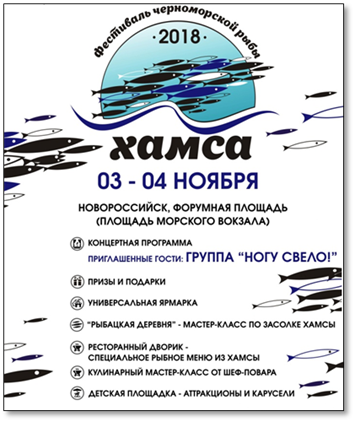 фестиваль черноморской рыбы
·2018·
хамса
03 - 04 НОЯБРЯ
НОВОРОССИЙСК, ФОРУМНАЯ ПЛОЩАДЬ
(ПЛОЩАДЬ МОРСКОГО ВОКЗАЛА)
КОНЦЕРТНАЯ ПРОГРАММА
ПРИГЛАШЕННЫЕ ГОСТИ: ГРУППА "НОГУ СВЕЛО!"
ПРИЗЫ И ПОДАРКИ
УНИВЕРСАЛЬНАЯ ЯРМАРКА
"РЫБАЦКАЯ ДЕРЕВНЯ" - МАСТЕР-КЛАСС ПО ЗАСОЛКЕ ХАМСЫ
РЕСТОРАННЫЙ ДВОРИК -
СПЕЦИАЛЬНОЕ РЫБНОЕ МЕНЮ ИЗ ХАМСЫ
КУЛИНАРНЫЙ МАСТЕР-КЛАСС ОТ ШЕФ-ПОВАРА
ДЕТСКАЯ ПЛОЩАДКА - АТТРАКЦИОНЫ И КАРУСЕЛИ